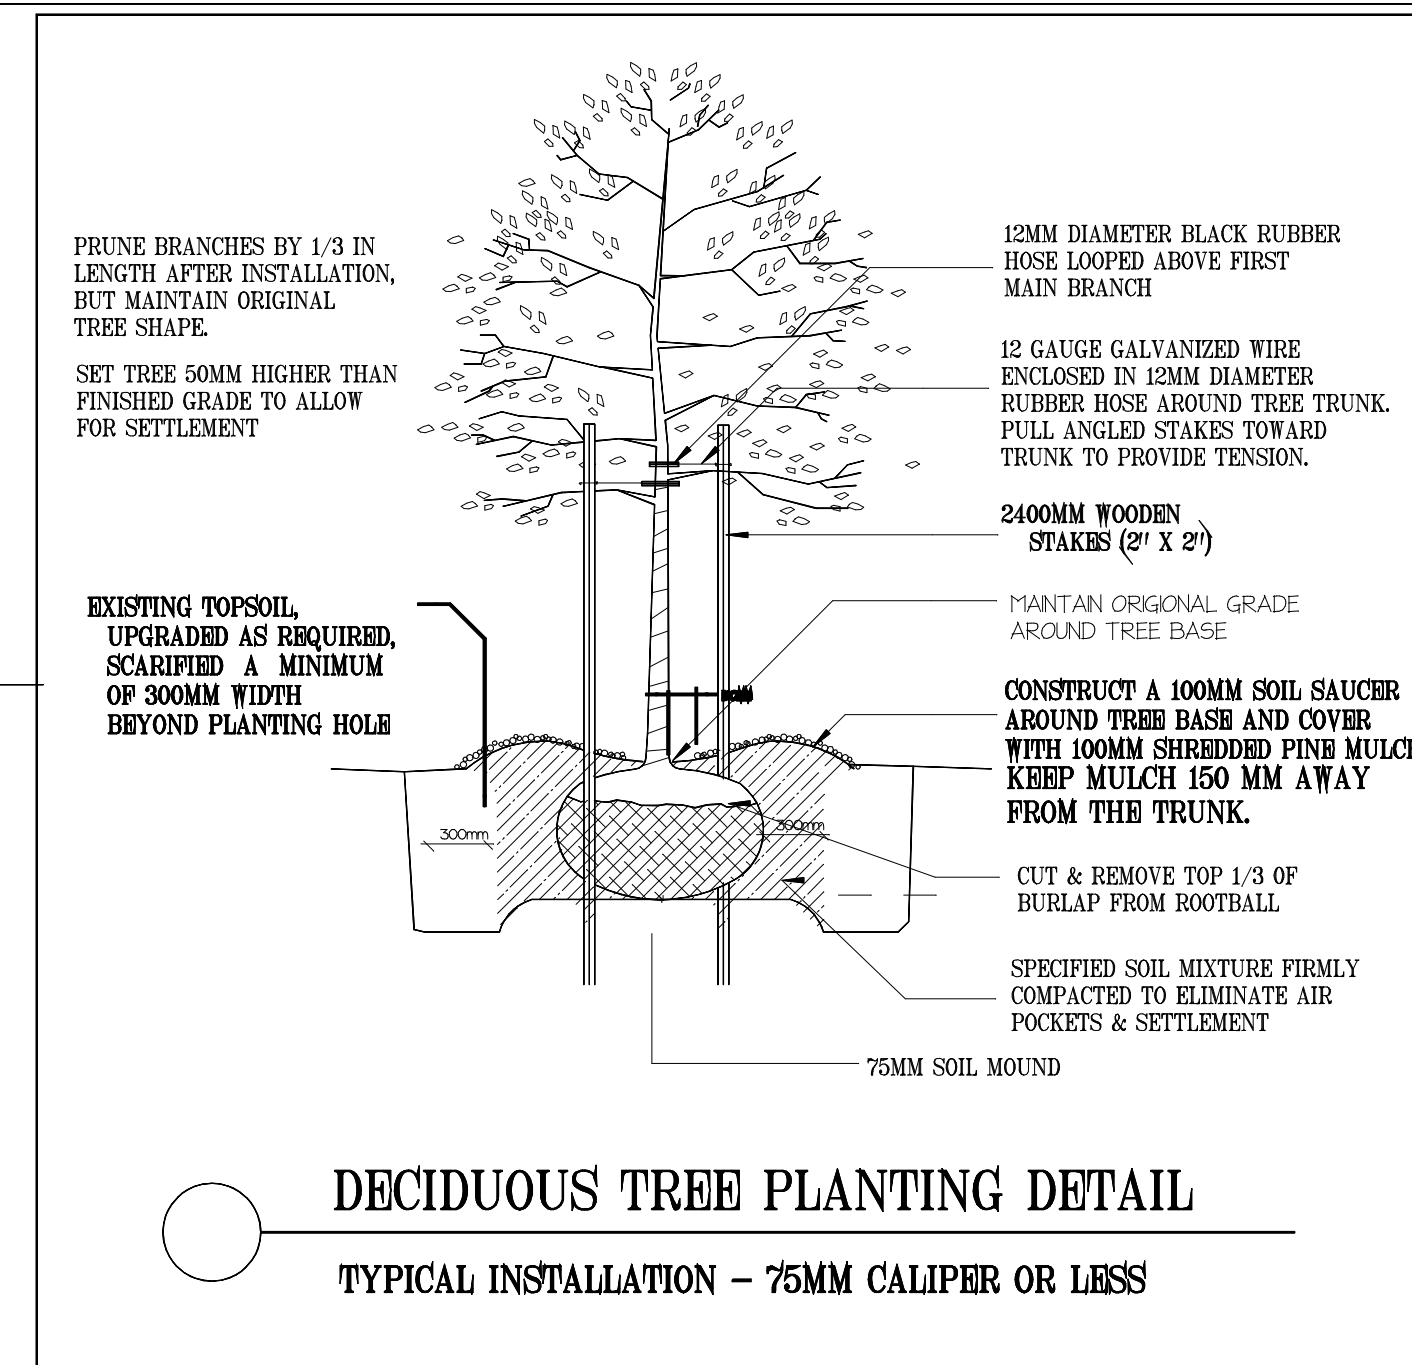 PRUNE BRANCHES BY 1/3 IN
LENGTH AFTER INSTALLATION,
BUT MAINTAIN ORIGINAL
TREE SHAPE.
SET TREE 50MM HIGHER THAN
FINISHED GRADE TO ALLOW
FOR SETTLEMENT
EXISTING TOPSOIL,
UPGRADED AS REQUIRED,
SCARIFIED A MINIMUM
OF 300MM WIDTH
BEYOND PLANTING HOLE
12MM DIAMETER BLACK RUBBER
HOSE LOOPED ABOVE FIRST
MAIN BRANCH
12 GAUGE GALVANIZED WIRE
ENCLOSED IN 12MM DIAMETER
RUBBER HOSE AROUND TREE TRUNK.
PULL ANGLED STAKES TOWARD
TRUNK TO PROVIDE TENSION.
2400MM WOODEN
STAKES (2" X 2")
MAINTAIN ORIGIONAL GRADE
AROUND TREE BASE
CONSTRUCT A 100MM SOIL SAUCER
AROUND TREE BASE AND COVER
WITH 100MM SHREDDED PINE MULCH
KEEP MULCH 150 MM AWAY
FROM THE TRUNK.
300mm
300mm
CUT & REMOVE TOP 1/3 OF
BURLAP FROM ROOTBALL
SPECIFIED SOIL MIXTURE FIRMLY
COMPACTED TO ELIMINATE AIR
POCKETS & SETTLEMENT
75MM SOIL MOUND
DECIDUOUS TREE PLANTING DETAIL
TYPICAL INSTALLATION – 75MM CALIPER OR LESS